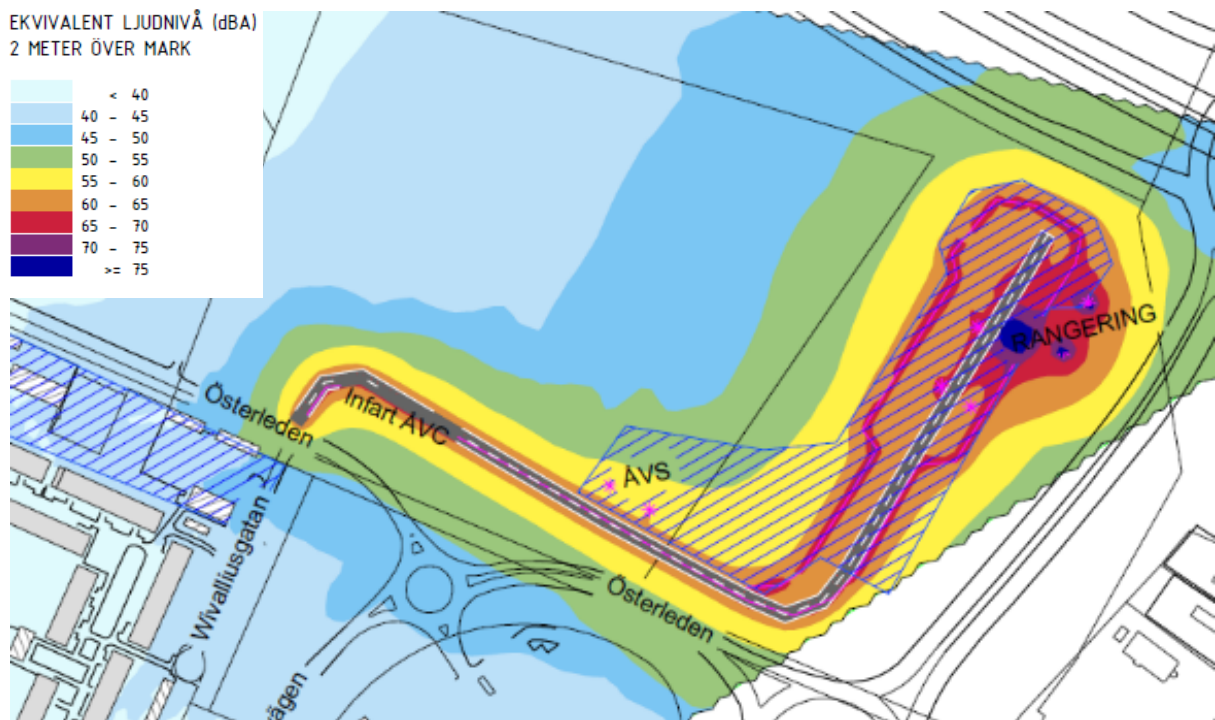 EKVIVALENT LJUDNIVÅ (dBA)
2 METER ÖVER MARK
< 40
40 - 45
45 - 50
50 - 55
55 - 60
60 - 65
65 - 70
70 - 75
>= 75
RANGERING
Österleden
Infart ÅVC
ÅVS
Wivalliusgatan
Österleden